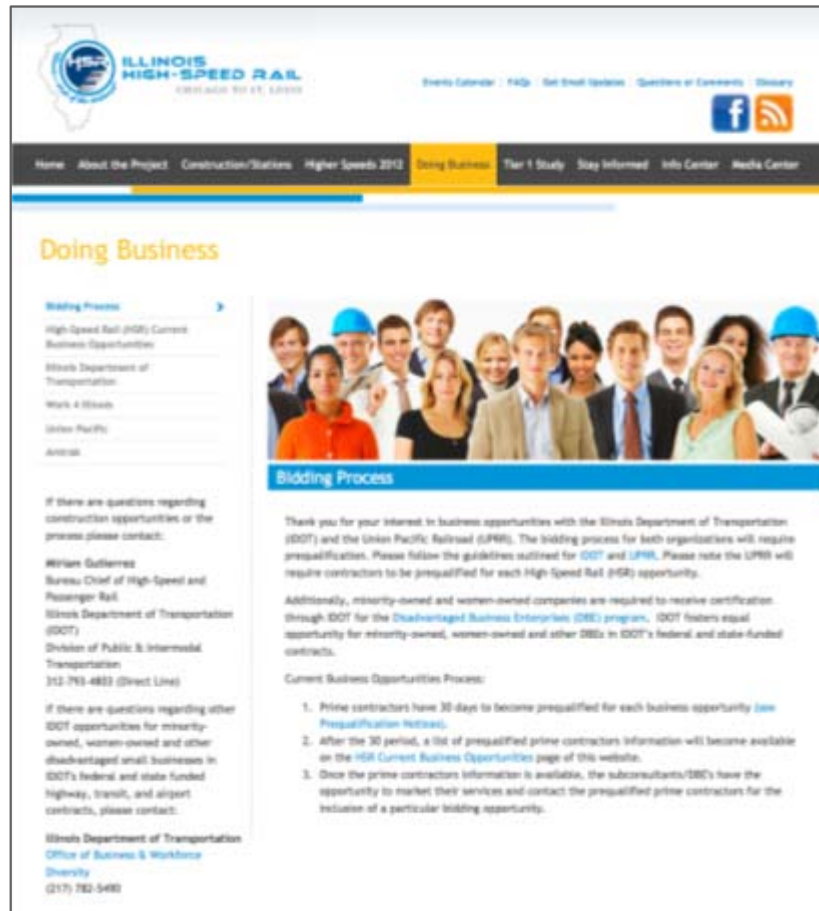 HSR
ILLINOIS
HIGH-SPEED RAIL
CHICAGO TO ST. LOUIS
Events Calendar | FAQs | Get Email Updates | Questions or Comments | Glossary
Home About the Project Construction/Stations Higher Speeds 2012 Doing Business Tier 1 Study Stay Informed Info Center Media Center
Doing Business
Bidding Process
High-Speed Rail (HSR) Current
Business Opportunities
Illinois Department of
Transportation
Work 4 Illinois
Union Pacific
Amtrak
If there are questions regarding
construction opportunities or the
process please contact:
Miriam Gutierrez
Bureau Chief of High-Speed and
Passenger Rail
Illinois Department of Transportation
(IDOT)
Division of Public & Intermodal
Transportation
312-793-4803 (Direct Line)
If there are questions regarding other
IDOT opportunities for minority-
owned, women-owned and other
disadvantaged small businesses in
IDOT's federal and state funded
highway, transit, and airport
contracts, please contact:
Illinois Department of Transportation
Office of Business & Workforce
Diversity
(217) 782-5490
Bidding Process
Thank you for your interest in business opportunities with the Illinois Department of Transportation
(IDOT) and the Union Pacific Railroad (UPRR). The bidding process for both organizations will require
prequalification. Please follow the guidelines outlined for IDOT and UPRR. Please note the UPRR will
require contractors to be prequalified for each High-Speed Rail (HSR) opportunity.
Additionally, minority-owned and women-owned companies are required to receive certification
through IDOT for the Disadvantaged Business Enterprises (DBE) program. IDOT fosters equal
opportunity for minority-owned, women-owned and other DBEs in IDOT's federal and state-funded
contracts.
Current Business Opportunities Process:
1. Prime contractors have 30 days to become prequalified for each business opportunity (see
Prequalification Notices).
2. After the 30 period, a list of prequalified prime contractors information will become available
on the HSR Current Business Opportunities page of this website.
3. Once the prime contractors information is available, the subconsultants/DBE's have the
opportunity to market their services and contact the prequalified prime contractors for the
inclusion of a particular bidding opportunity.